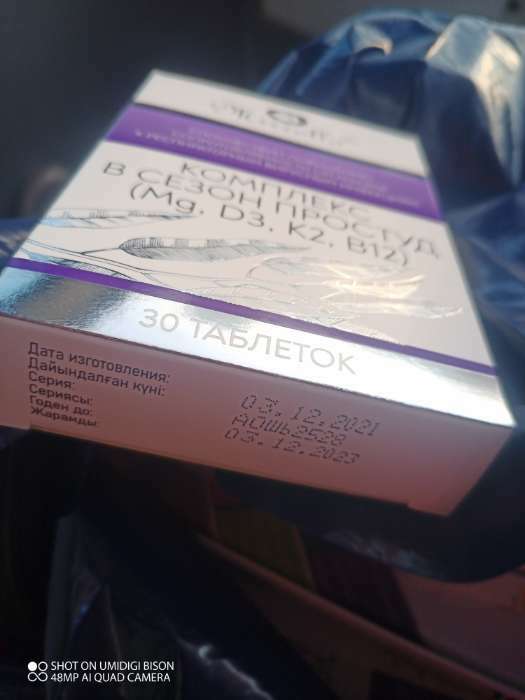 КОМПЛЕКС
В СЕЗОН ПРОСТУД
(Mg, D3, K2, B12)
30 ТАБЛЕТОК
Дата изготовления:
Дайындалған күні:
Серия:
Сериясы:
Годен до:
Жарамды:
03.12.2021
АОШЬ2528
03.12.2023
SHOT ON UMIDIGI BISON
48MP AI QUAD CAMERA